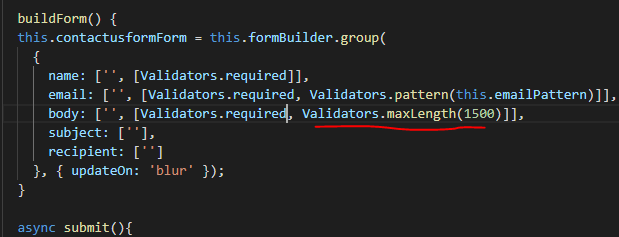 buildForm() {
this.contactusformForm = this.formBuilder.group(
{
name: ['', [Validators.required]],
email: ['', [Validators.required, Validators.pattern(this.emailPattern)]],
body: ['', [Validators.required, Validators.maxLength(1500)]],
subject: [''],
recipient: ['']
}, { updateOn: 'blur' });
}
async submit(){